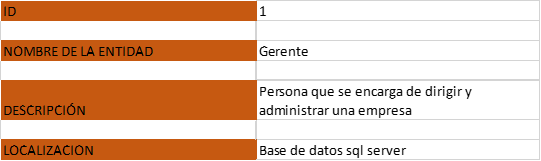 ID 1
NOMBRE DE LA ENTIDAD Gerente
Persona que se encarga de dirigir y
DESCRIPCIÓN administrar una empresa
LOCALIZACION Base de datos sql server